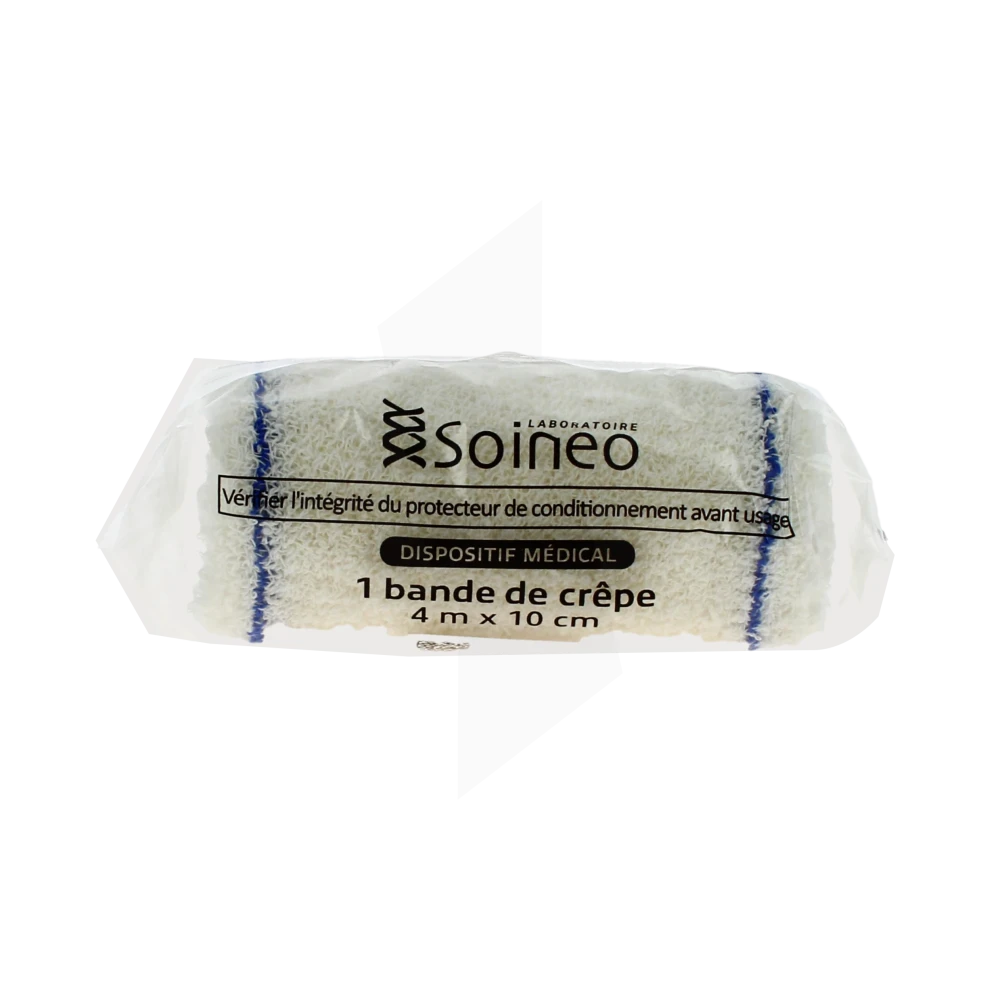 LABORATOIRE
Soineo
Vérifier l'intégrité du protecteur de conditionnement avant usage
DISPOSITIF MÉDICAL
1 bande de crêpe
4 m x 10 cm